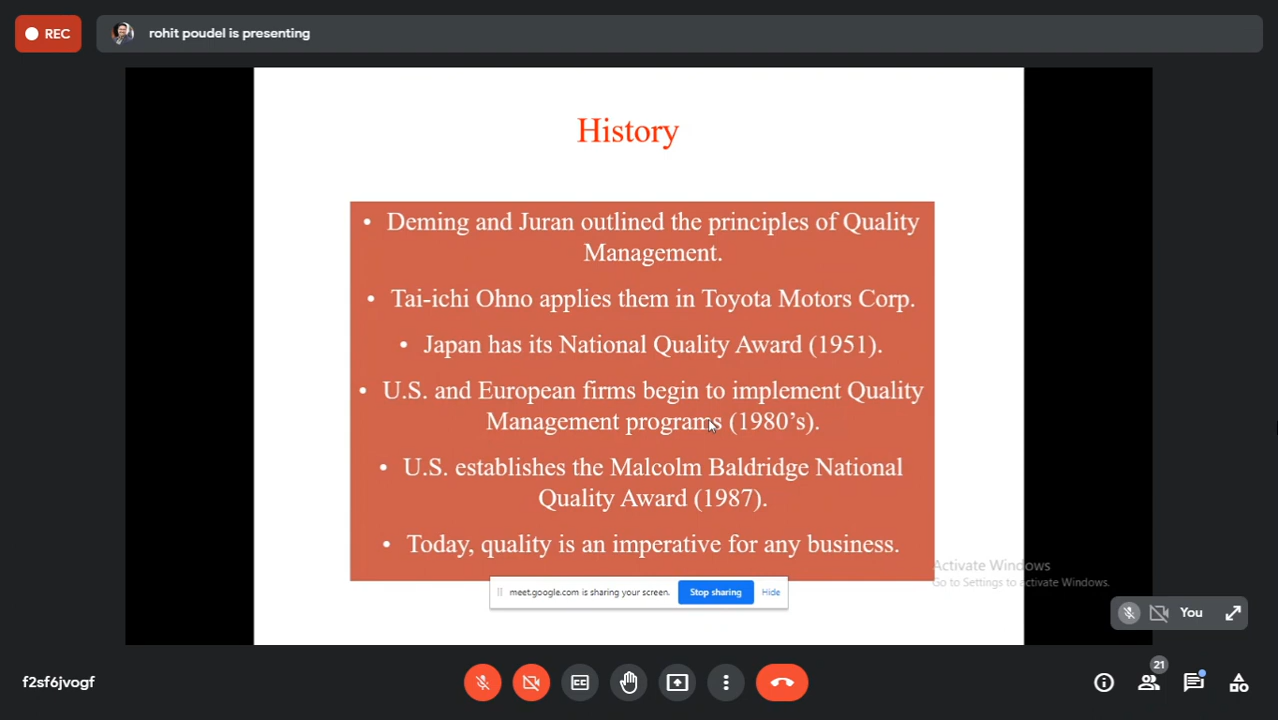 REC
rohit poudel is presenting
History
• Deming and Juran outlined the principles of Quality
Management.
• Tai-ichi Ohno applies them in Toyota Motors Corp.
• Japan has its National Quality Award (1951).
• U.S. and European firms begin to implement Quality
Management programs (1980’s).
• U.S. establishes the Malcolm Baldridge National
Quality Award (1987).
• Today, quality is an imperative for any business.
Activate Windows
Go to Settings to activate Windows.
meet.google.com is sharing your screen. Stop sharing Hide
You
f2sf6jvogf
CC
21